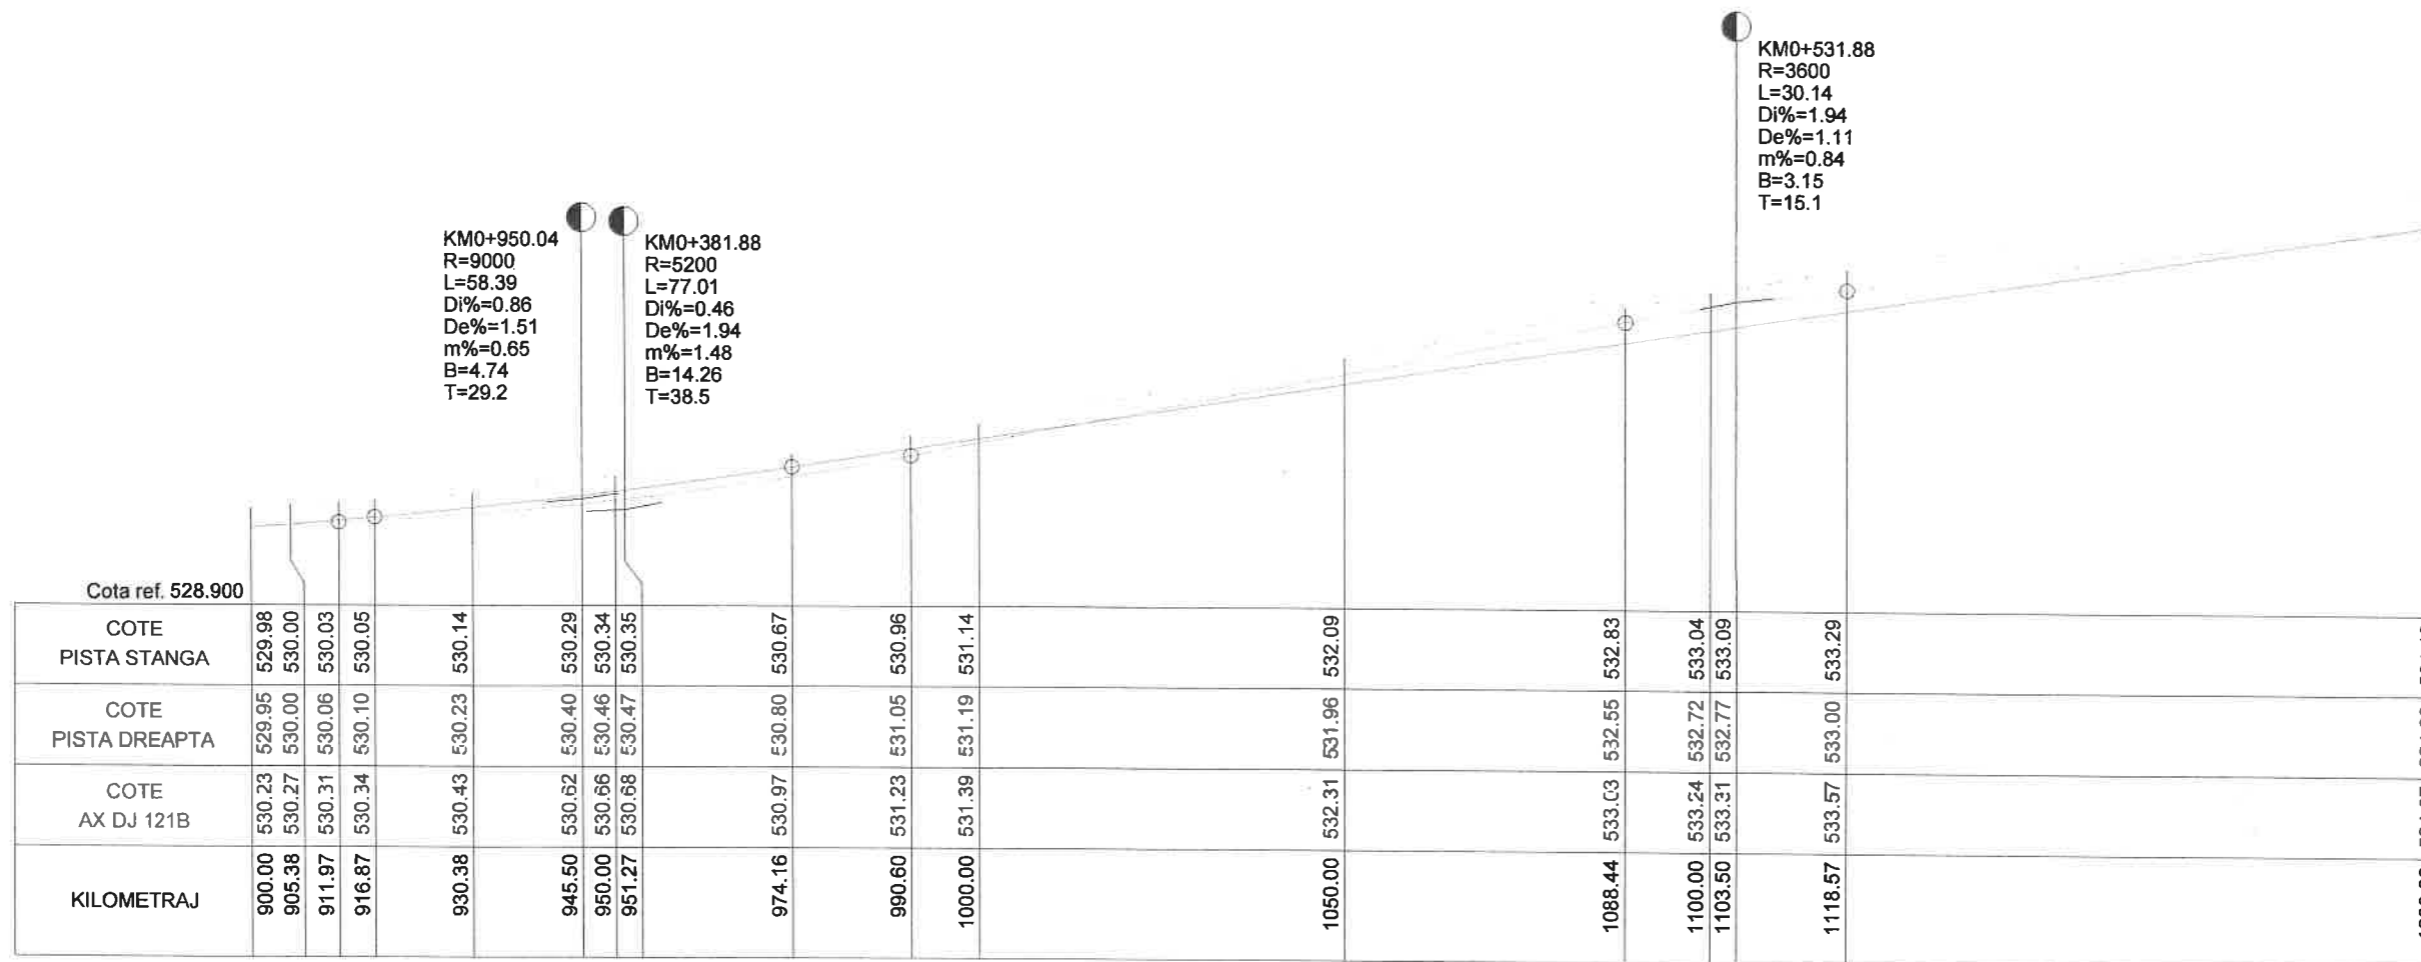 KM0+531.88
R=3600
L=30.14
Di%=1.94
De%=1.11
m%=0.84
B=3.15
T=15.1
KM0+950.04
R=9000
L=58.39
Di%=0.86
De%=1.51
m%=0.65
B=4.74
T=29.2
KM0+381.88
R=5200
L=77.01
Di%=0.46
De%=1.94
m%=1.48
B=14.26
T=38.5
Cota ref. 528.900
COTE
PISTA STANGA
529.98 530.00 530.03 530.05 530.14 530.29 530.34 530.35 530.67 530.96 531.14 532.09 532.83 533.04 533.09 533.29
COTE
PISTA DREAPTA
529.95 530.00 530.06 530.10 530.23 530.40 530.46 530.47 530.80 531.05 531.19 531.96 532.55 532.72 532.77 533.00
COTE
AX DJ 121B
530.23 530.27 530.31 530.34 530.43 530.62 530.66 530.68 530.97 531.23 531.39 532.31 533.03 533.24 533.31 533.57
KILOMETRAJ
900.00 905.38 911.97 916.87 930.38 945.50 950.00 951.27 974.16 990.60 1000.00 1050.00 1088.44 1100.00 1103.50 1118.57